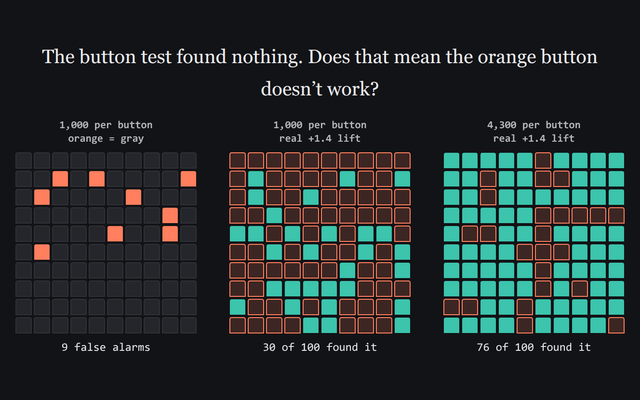 The button test found nothing. Does that mean the orange button
doesn’t work?
1,000 per button
orange = gray
1,000 per button
real +1.4 lift
4,300 per button
real +1.4 lift
9 false alarms
30 of 100 found it
76 of 100 found it